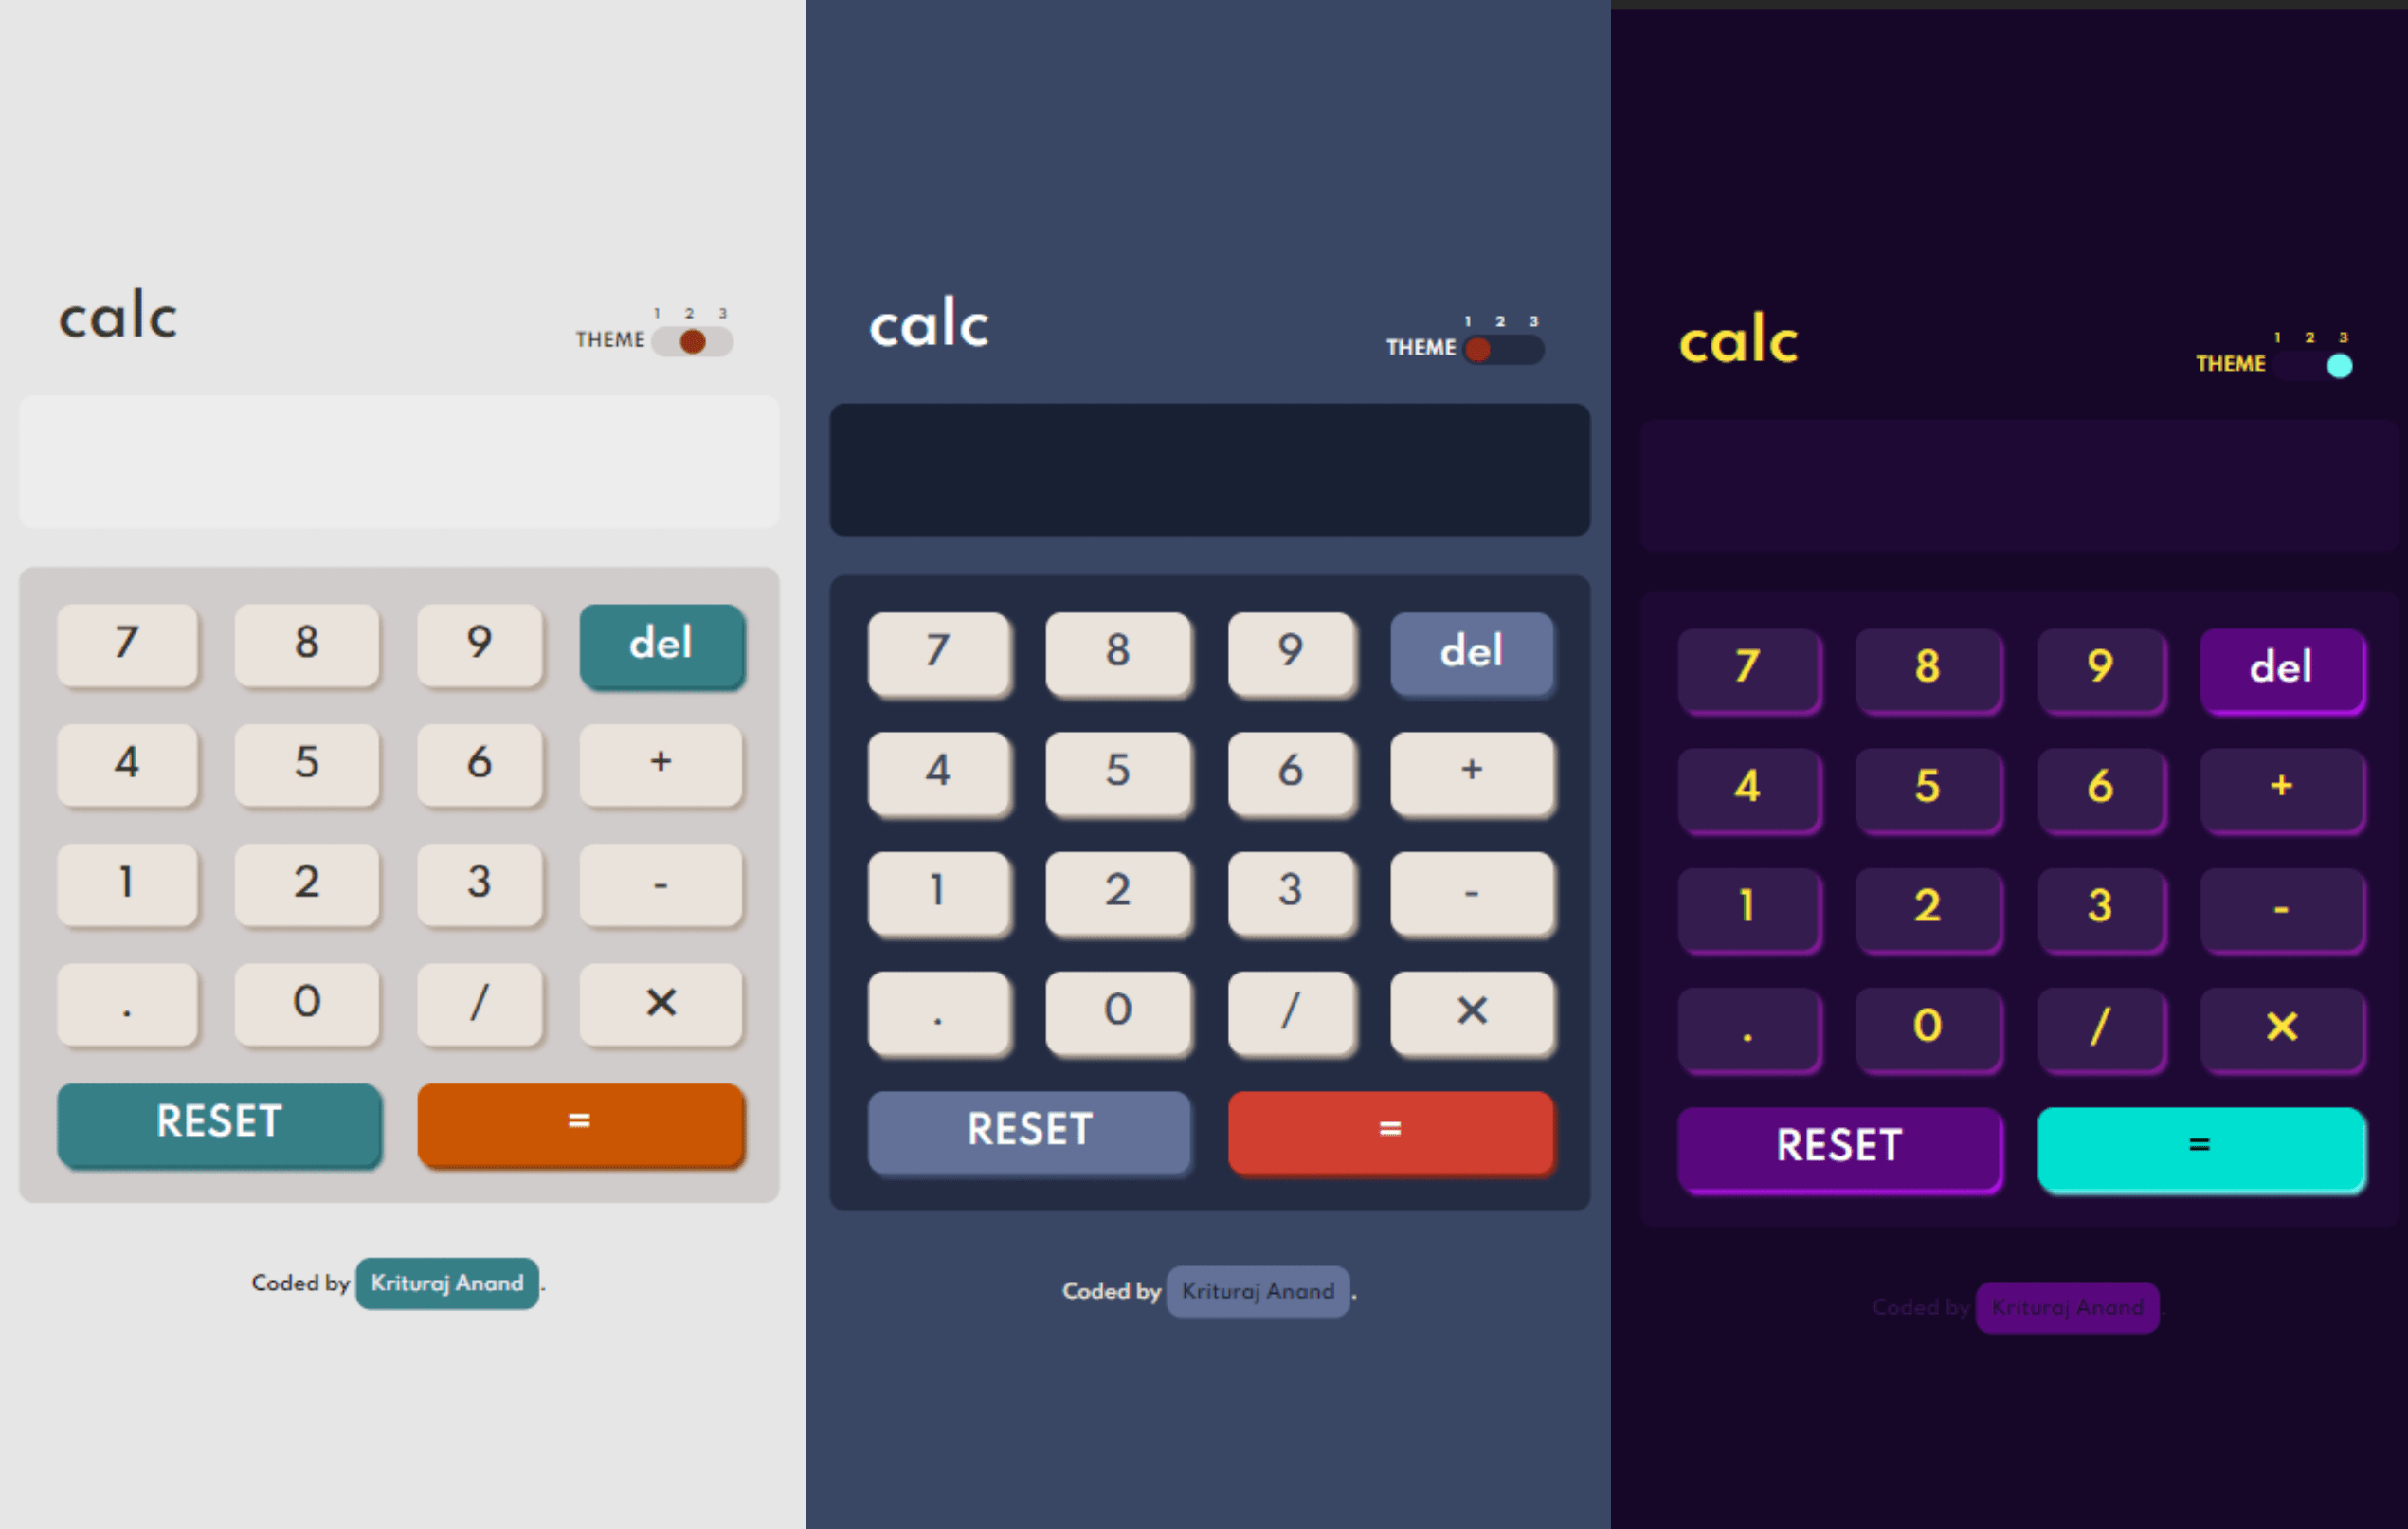 calc
1 2 3
THEME
7 8 9 del
4 5 6 +
1 2 3 -
. 0 / ×
RESET =
Coded by Krituraj Anand .
calc
1 2 3
THEME
7 8 9 del
4 5 6 +
1 2 3 -
. 0 / ×
RESET =
Coded by Krituraj Anand .
calc
1 2 3
THEME
7 8 9 del
4 5 6 +
1 2 3 -
. 0 / ×
RESET =
Coded by Krituraj Anand .